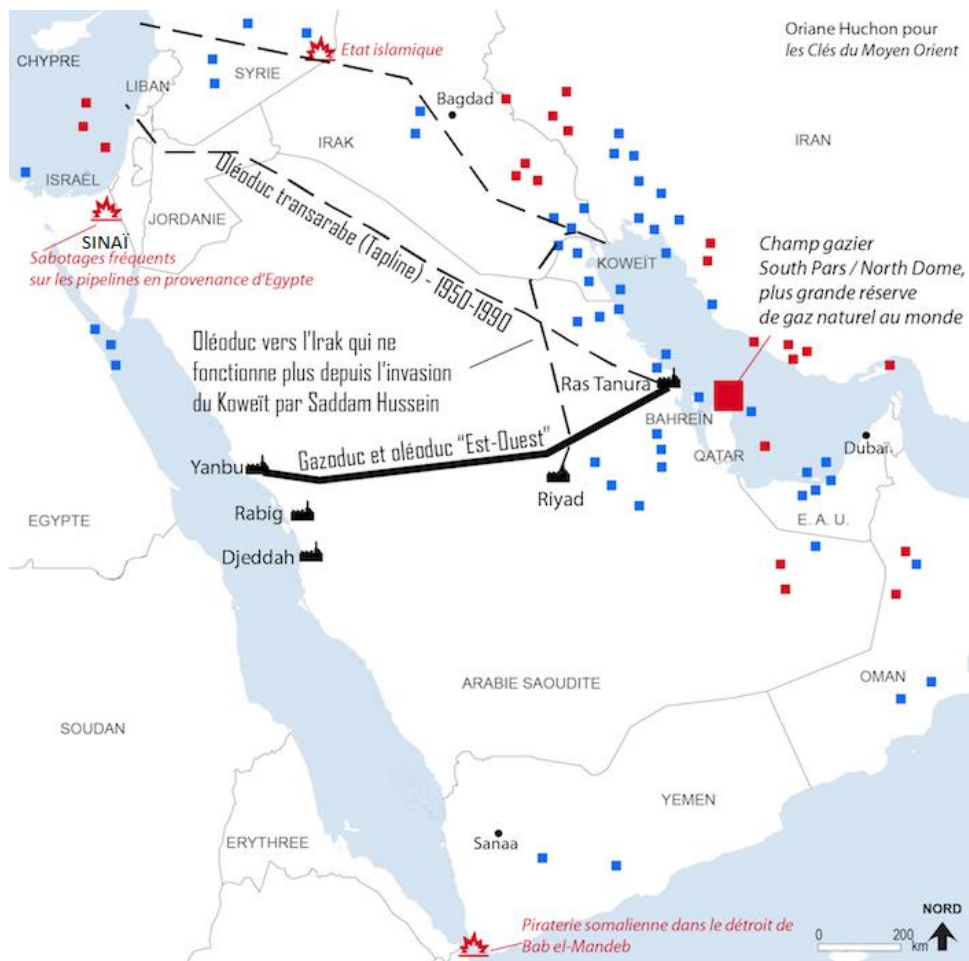 Oriane Huchon pour
les Clés du Moyen Orient
Etat islamique
CHYPRE
SYRIE
LIBAN
Bagdad
IRAK
IRAN
ISRAËL
JORDANIE
SINAÏ
Sabotages fréquents
sur les pipelines en provenance d'Egypte
Oléoduc transarabe (Tapline) - 1950-1990
KOWEÏT
Champ gazier
South Pars / North Dome,
plus grande réserve
de gaz naturel au monde
Oléoduc vers l'Irak qui ne
fonctionne plus depuis l'invasion
du Koweït par Saddam Hussein
Ras Tanura
BAHREÏN
QATAR
Dubaï
Gazoduc et oléoduc "Est-Ouest"
Yanbu
Riyad
Rabig
EGYPTE
E. A. U.
Djeddah
ARABIE SAOUDITE
OMAN
SOUDAN
YEMEN
ERYTHREE
Sanaa
Piraterie somalienne dans le détroit de
Bab el-Mandeb
NORD
0 200
km